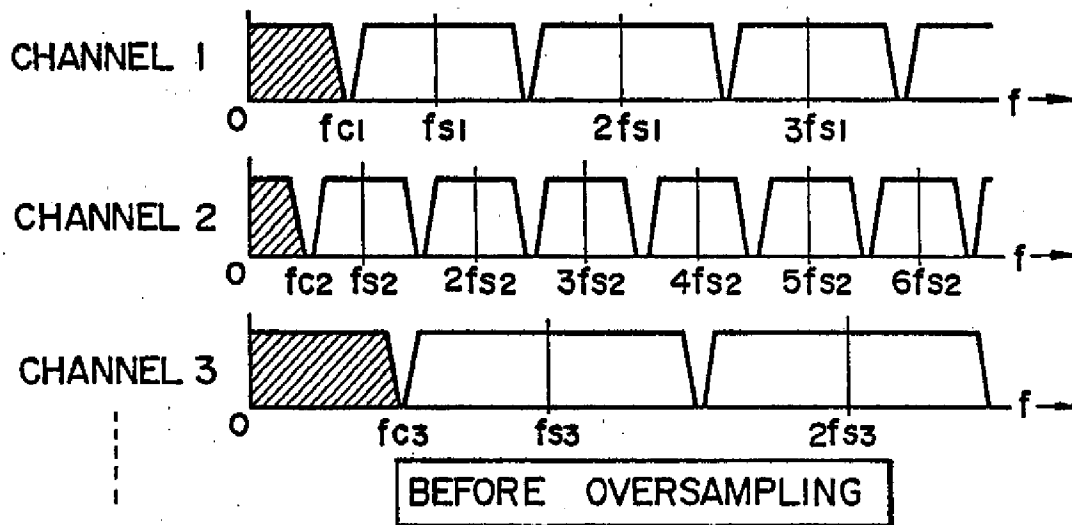 CHANNEL 1
0 fc1 fs1 2fs1 3fs1 f
CHANNEL 2
0 fc2 fs2 2fs2 3fs2 4fs2 5fs2 6fs2 f
CHANNEL 3
0 fc3 fs3 2fs3 f
BEFORE OVERSAMPLING